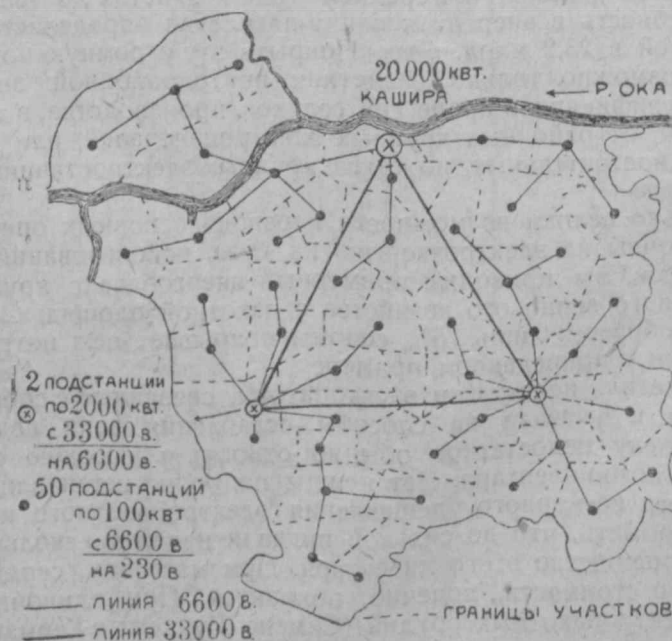 20 000 КВТ.
КАШИРА
← Р. ОКА
2 ПОДСТАНЦИИ
ПО 2000 КВТ.
С 33000 В.
НА 6600 В.
50 ПОДСТАНЦИЙ
ПО 100 КВТ
С 6600 В
НА 230 В.
ЛИНИЯ 6600 В.
ЛИНИЯ 33000 В.
ГРАНИЦЫ УЧАСТКОВ